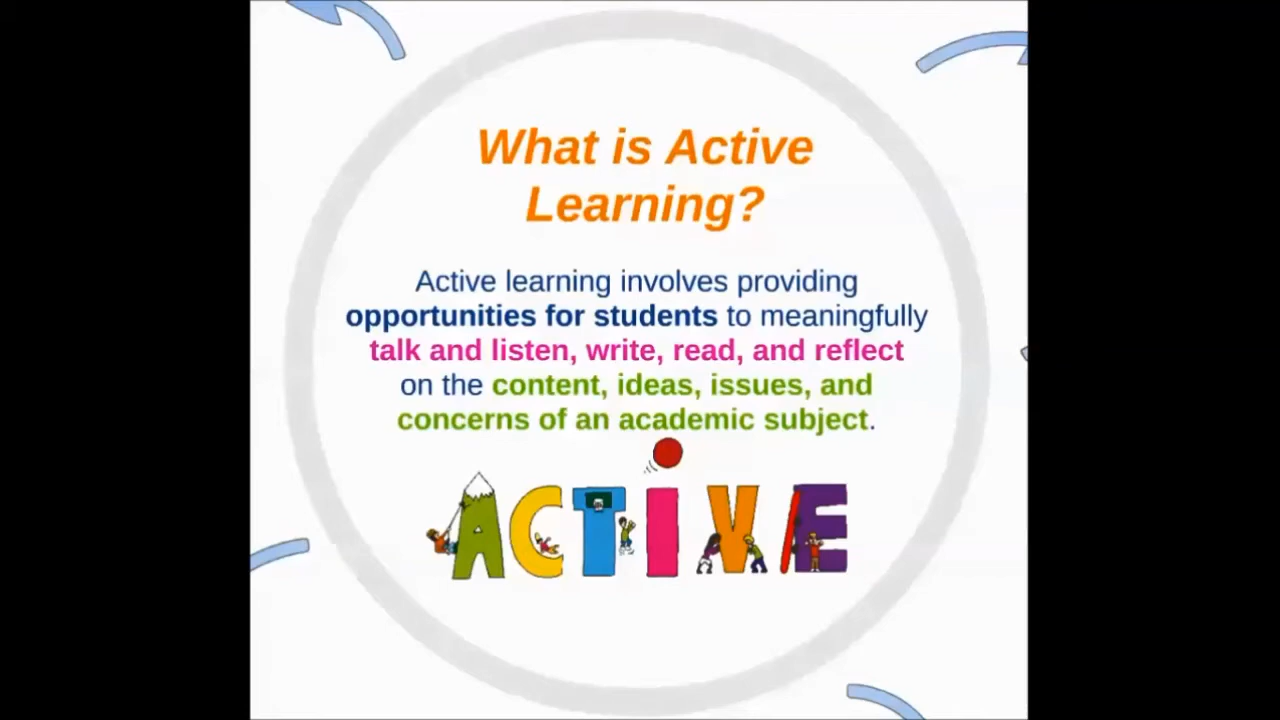 What is Active
Learning?
Active learning involves providing
opportunities for students to meaningfully
talk and listen, write, read, and reflect
on the content, ideas, issues, and
concerns of an academic subject.
ACTiVE